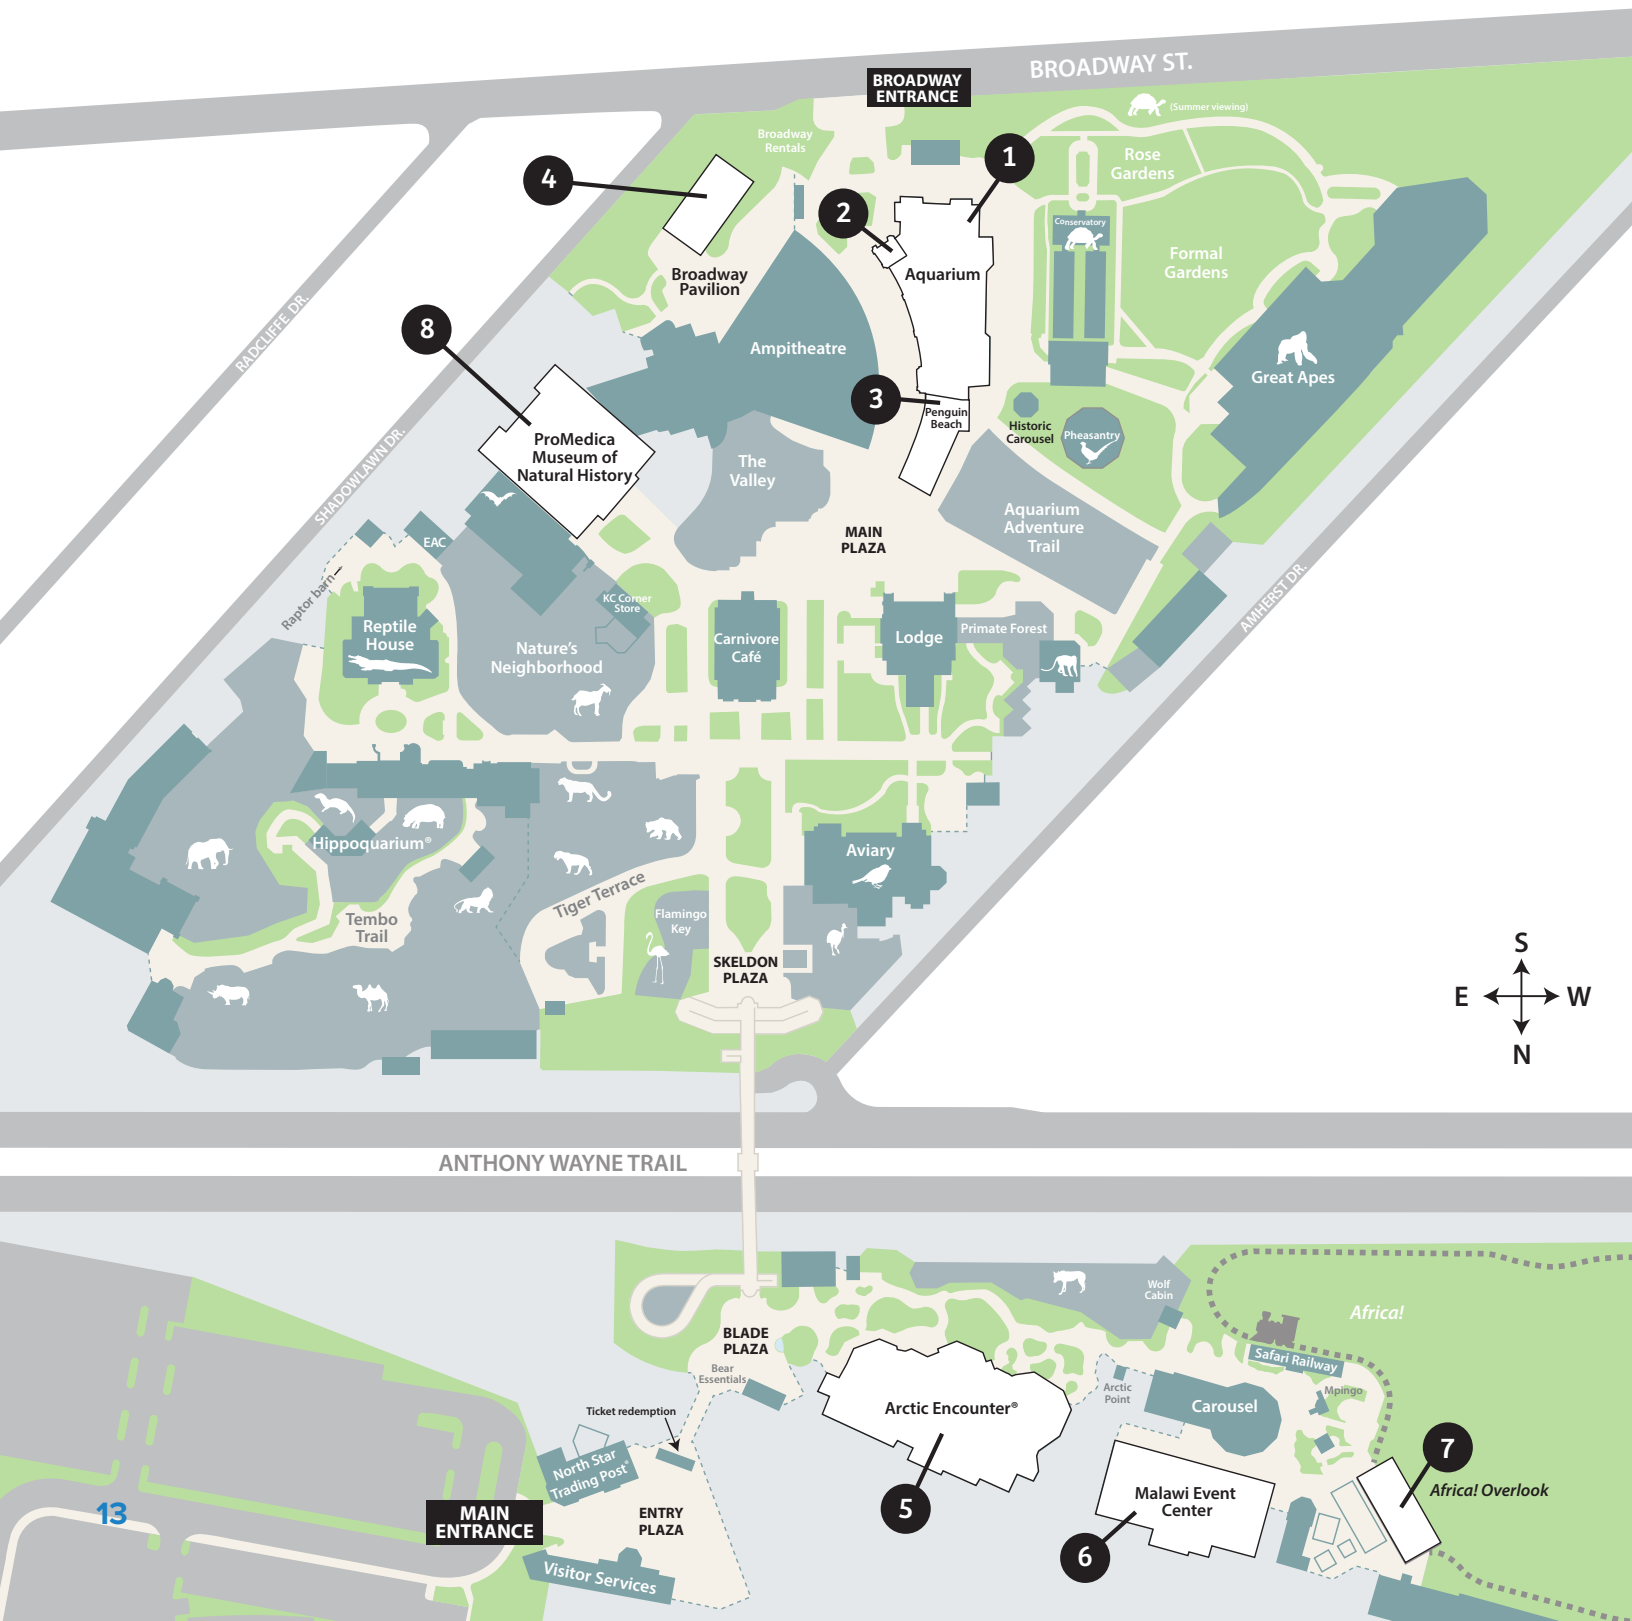 BROADWAY ST.
BROADWAY
ENTRANCE
(Summer viewing)
Broadway
Rentals
1
Rose
Gardens
4
2
Conservatory
Aquarium
Formal
Gardens
Broadway
Pavilion
RADCLIFFE DR.
8
Ampitheatre
Great Apes
3
Penguin
Beach
Historic
Carousel
Pheasantry
ProMedica
Museum of
Natural History
The
Valley
SHADOWLAWN DR.
Aquarium
Adventure
Trail
MAIN
PLAZA
EAC
Raptor barn
AMHERST DR.
KC Corner
Store
Reptile
House
Nature's
Neighborhood
Carnivore
Café
Lodge
Primate Forest
Hippoquarium®
Aviary
Tiger Terrace
Tembo
Trail
Flamingo
Key
SKELDON
PLAZA
S
E
W
N
ANTHONY WAYNE TRAIL
Wolf
Cabin
Africa!
BLADE
PLAZA
Safari Railway
Bear
Essentials
Arctic
Point
Mpingo
Ticket redemption
Arctic Encounter®
Carousel
7
North Star
Trading Post®
Africa! Overlook
Malawi Event
Center
13
MAIN
ENTRANCE
ENTRY
PLAZA
5
6
Visitor Services